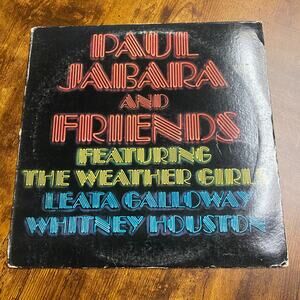 PAUL
JABARA
AND
FRIENDS
FEATURING
THE WEATHER GIRLS
LEATA GALLOWAY
WHITNEY HOUSTON